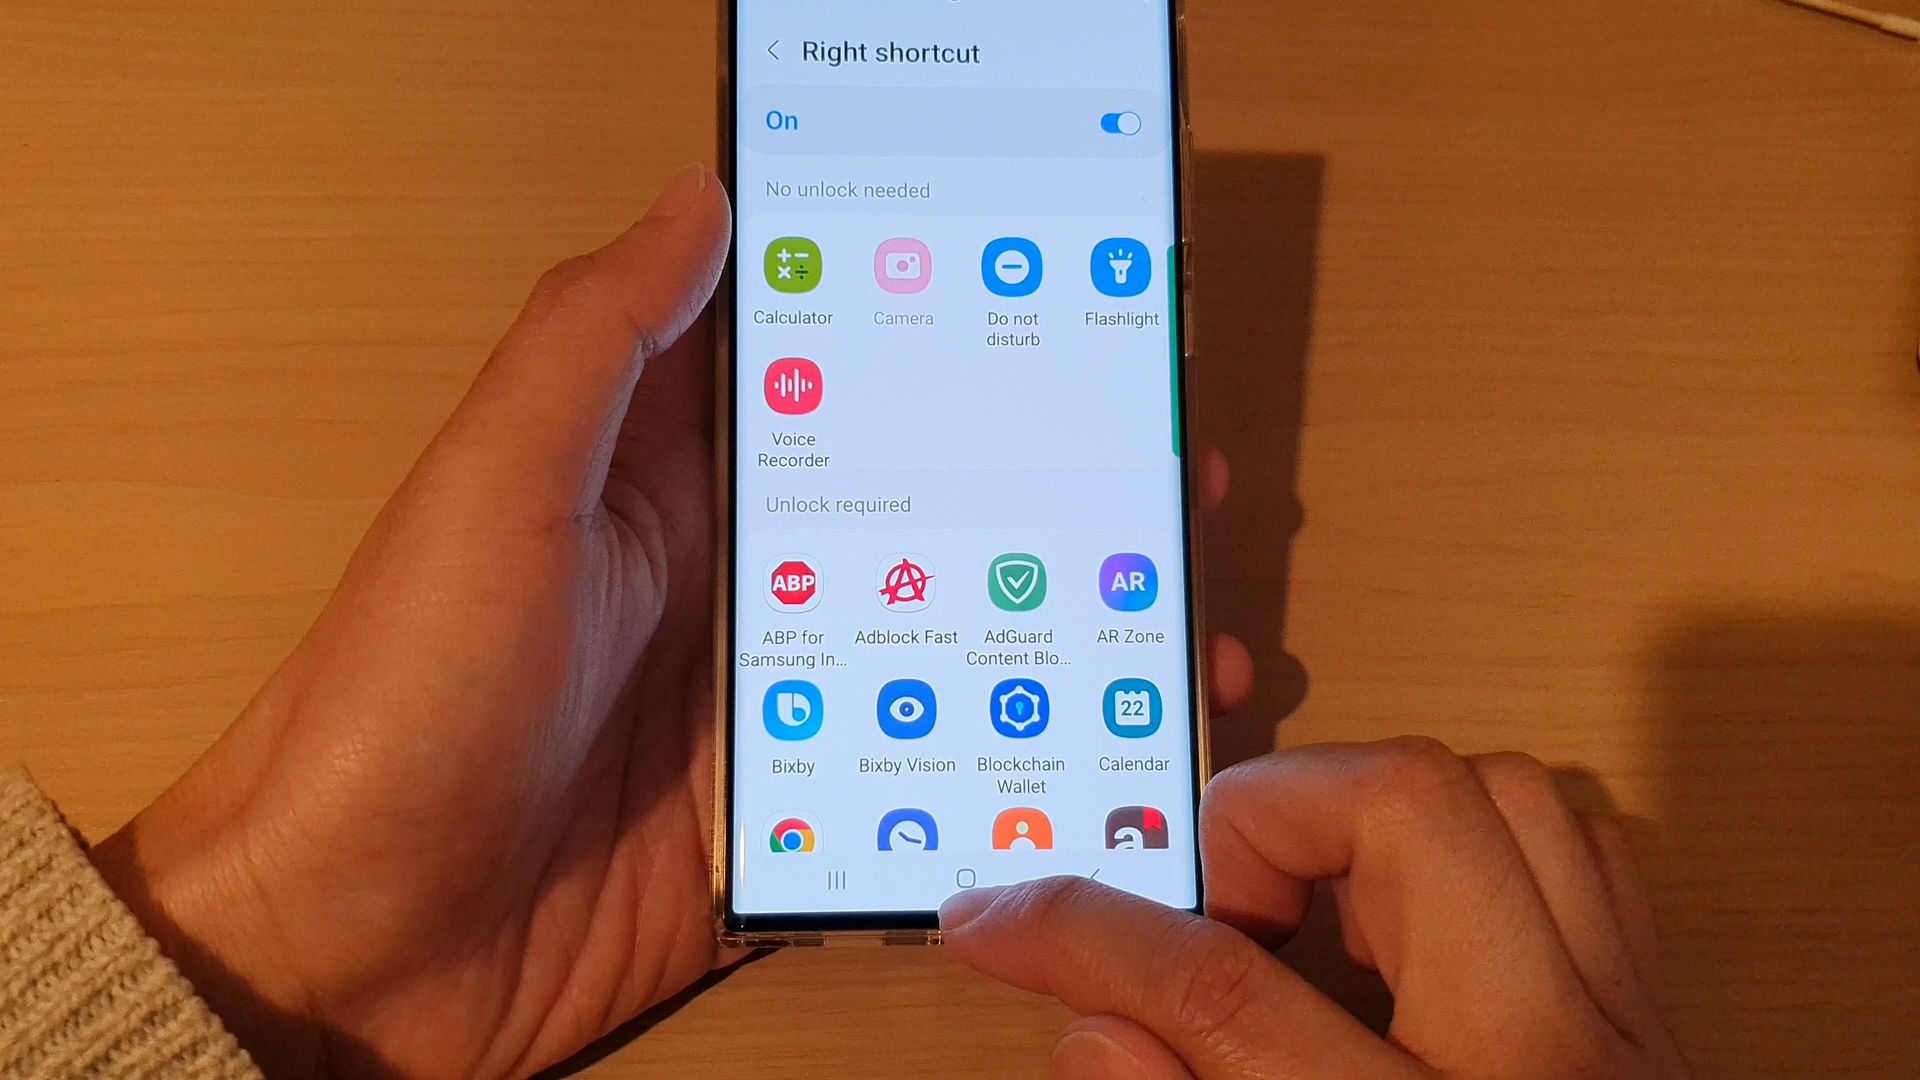 Right shortcut
On
No unlock needed
Calculator
Camera
Do not
disturb
Flashlight
Voice
Recorder
Unlock required
ABP
AR
ABP for
Samsung In...
Adblock Fast
AdGuard
Content Blo...
AR Zone
22
Bixby
Bixby Vision
Blockchain
Wallet
Calendar
a